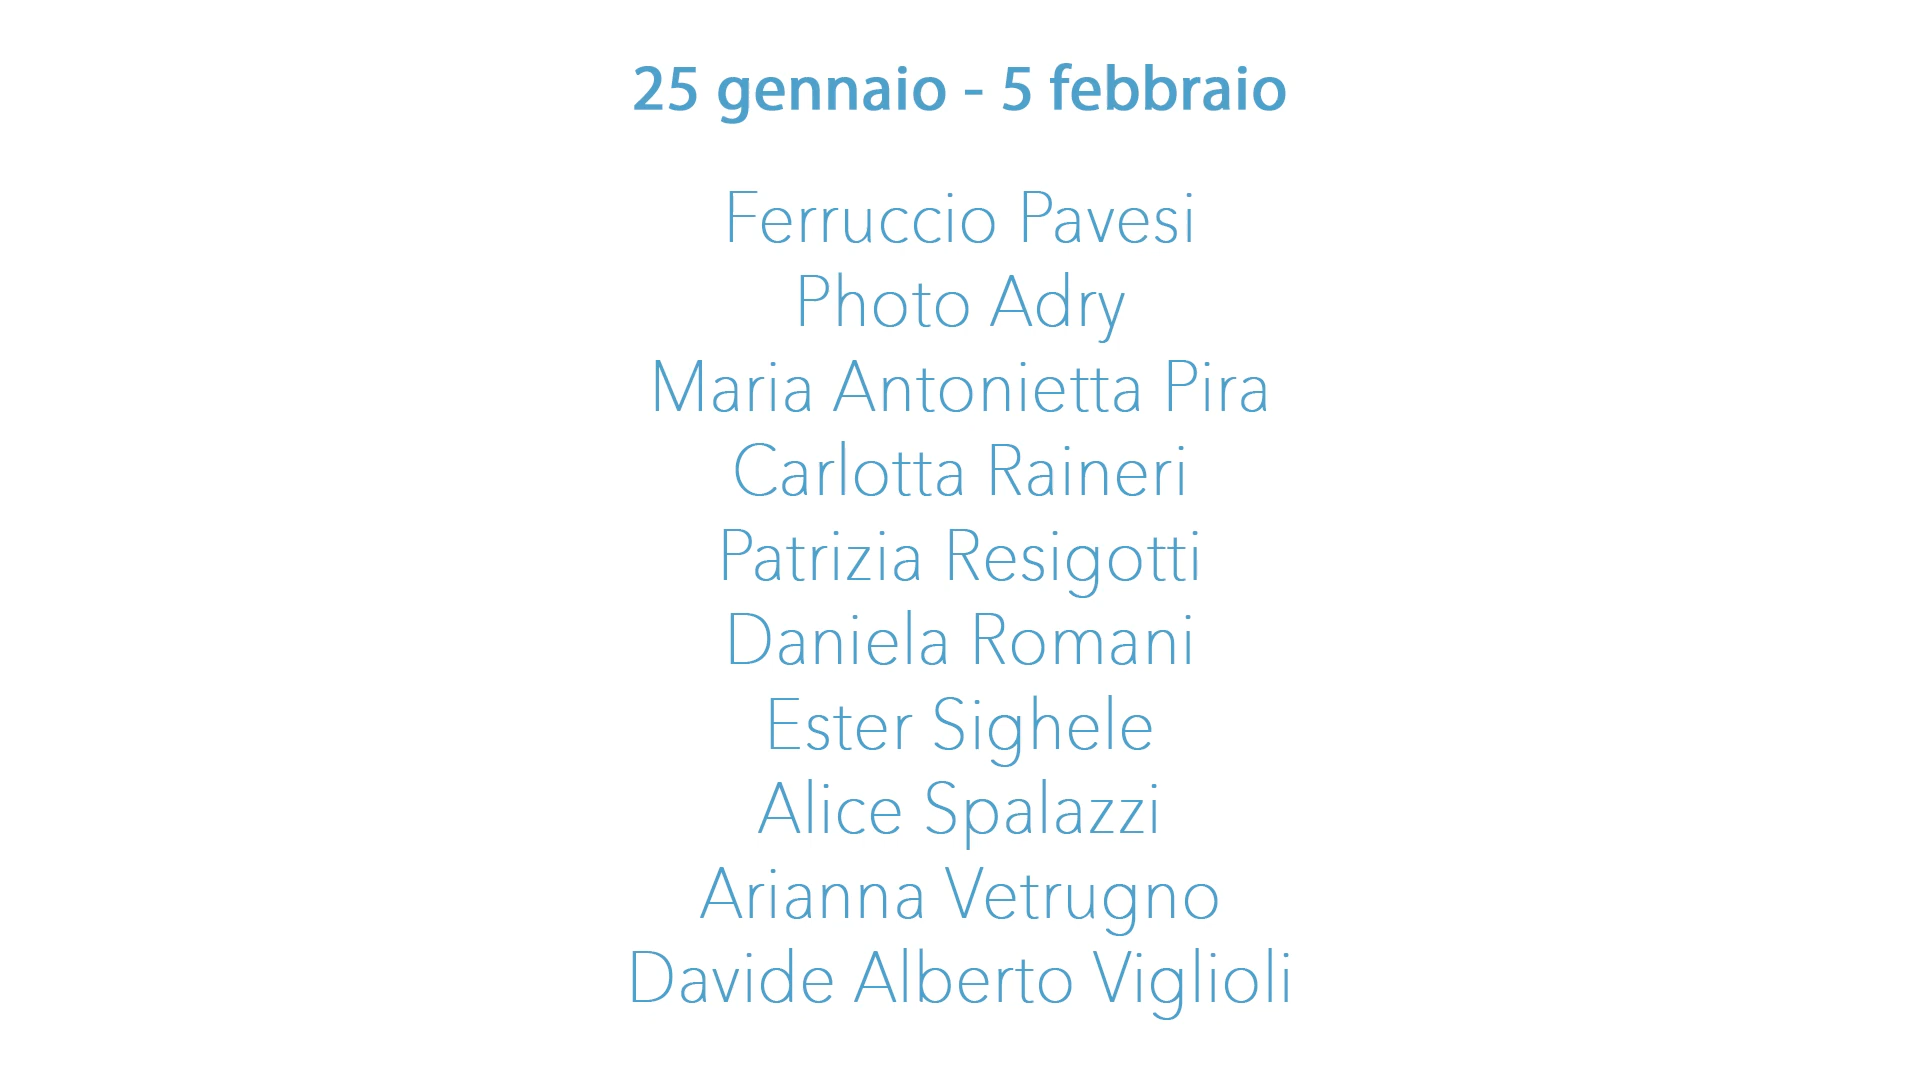 25 gennaio - 5 febbraio
Ferruccio Pavesi
Photo Adry
Maria Antonietta Pira
Carlotta Raineri
Patrizia Resigotti
Daniela Romani
Ester Sighele
Alice Spalazzi
Arianna Vetrugno
Davide Alberto Viglioli